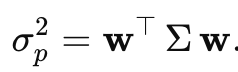 σ_p^2 = w^⊤ Σ w.